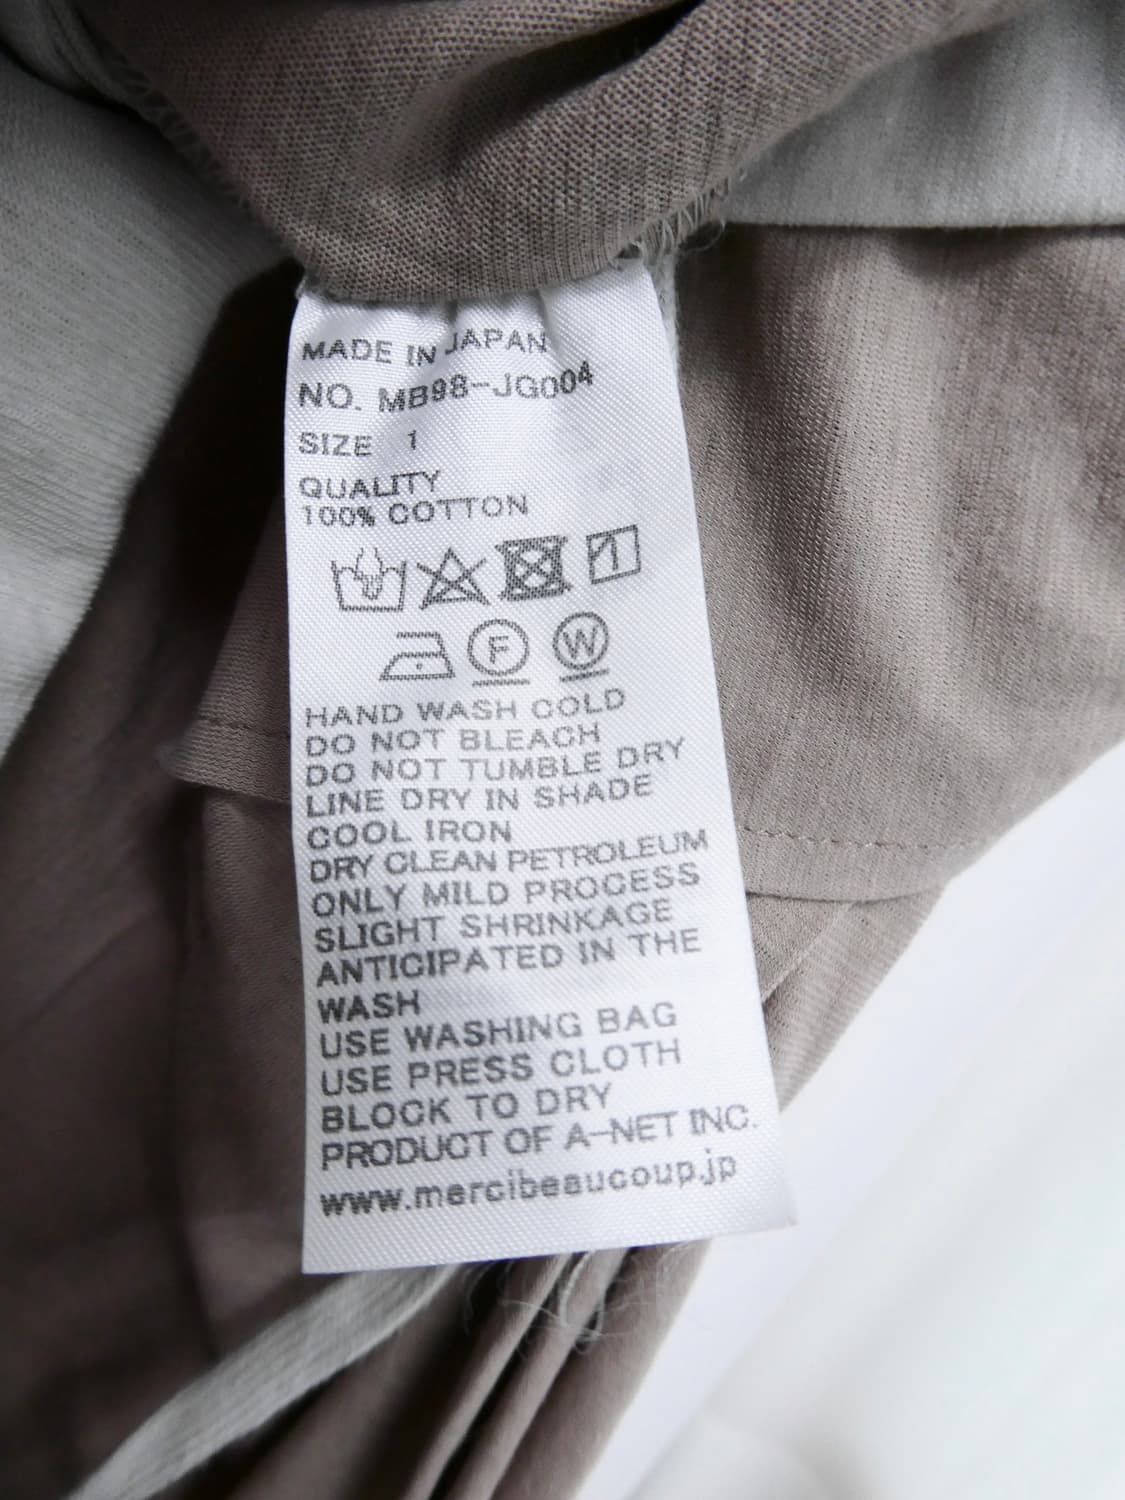 MADE IN JAPAN
NO. MB98-JG004
SIZE 1
QUALITY
100% COTTON
F W
HAND WASH COLD
DO NOT BLEACH
DO NOT TUMBLE DRY
LINE DRY IN SHADE
COOL IRON
DRY CLEAN PETROLEUM
ONLY MILD PROCESS
SLIGHT SHRINKAGE
ANTICIPATED IN THE
WASH
USE WASHING BAG
USE PRESS CLOTH
BLOCK TO DRY
PRODUCT OF A-NET INC.
www.mercibeaucoup.jp